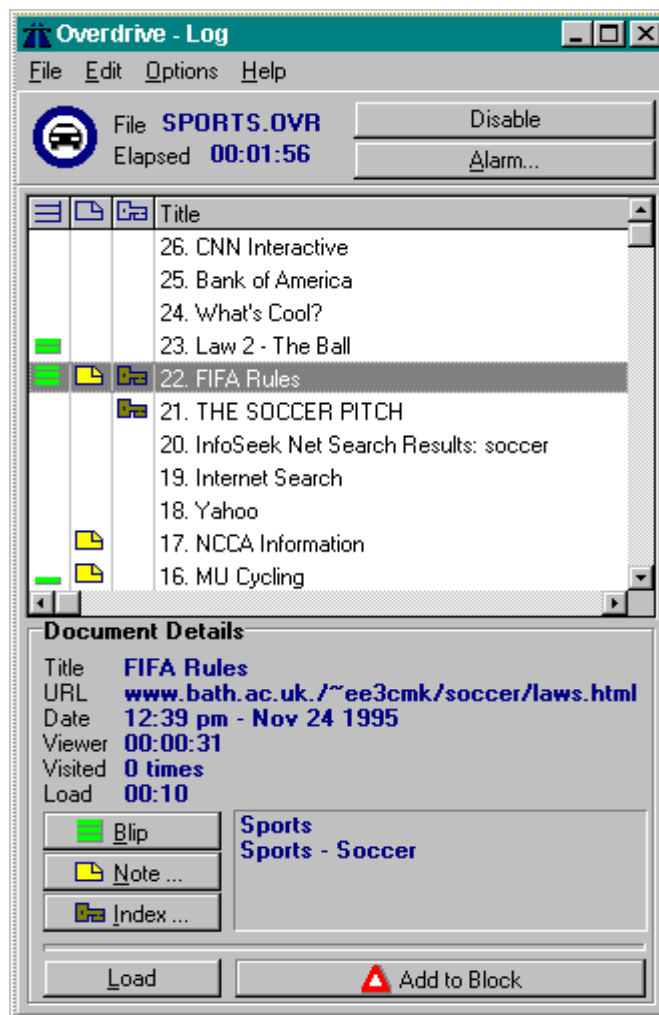 Overdrive - Log
File Edit Options Help
File SPORTS.OVR
Elapsed 00:01:56
Disable
Alarm...
Title
26. CNN Interactive
25. Bank of America
24. What's Cool?
23. Law 2 - The Ball
22. FIFA Rules
21. THE SOCCER PITCH
20. InfoSeek Net Search Results: soccer
19. Internet Search
18. Yahoo
17. NCCA Information
16. MU Cycling
Document Details
Title FIFA Rules
URL www.bath.ac.uk./~ee3cmk/soccer/laws.html
Date 12:39 pm - Nov 24 1995
Viewer 00:00:31
Visited 0 times
Load 00:10
Blip
Note ...
Index ...
Sports
Sports - Soccer
Load
Add to Block